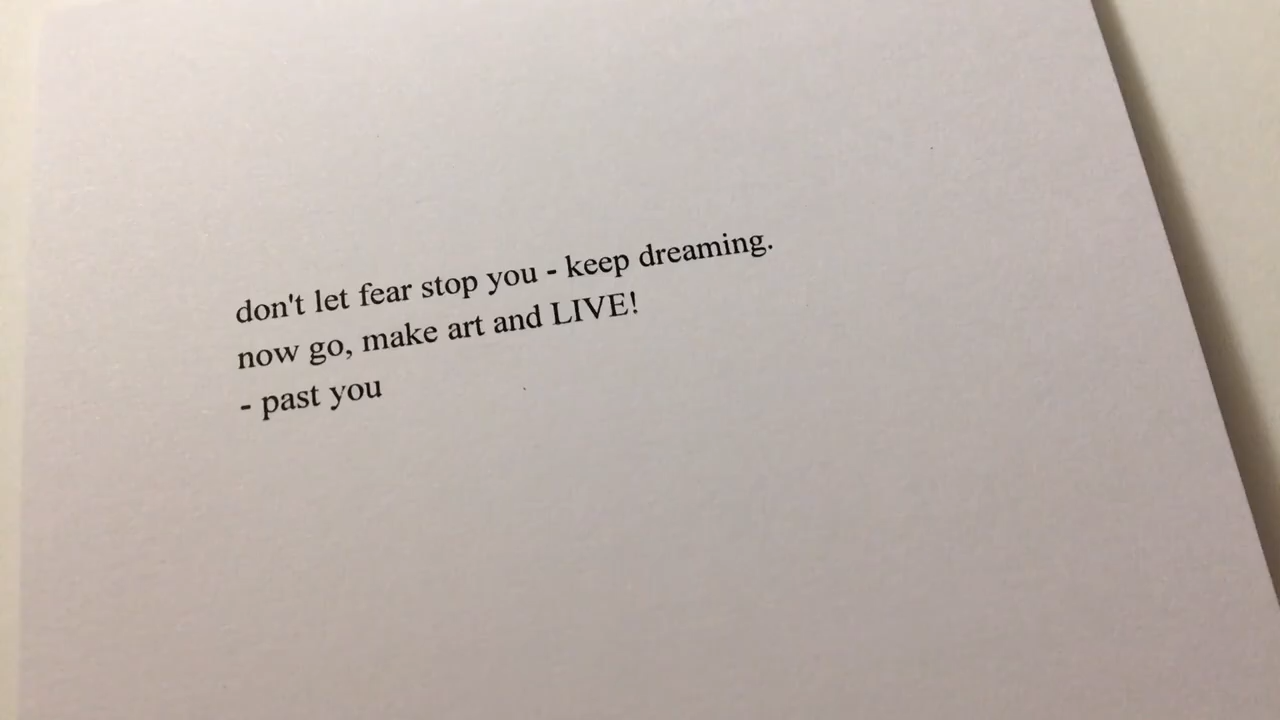 don't let fear stop you - keep dreaming.
now go, make art and LIVE!
- past you